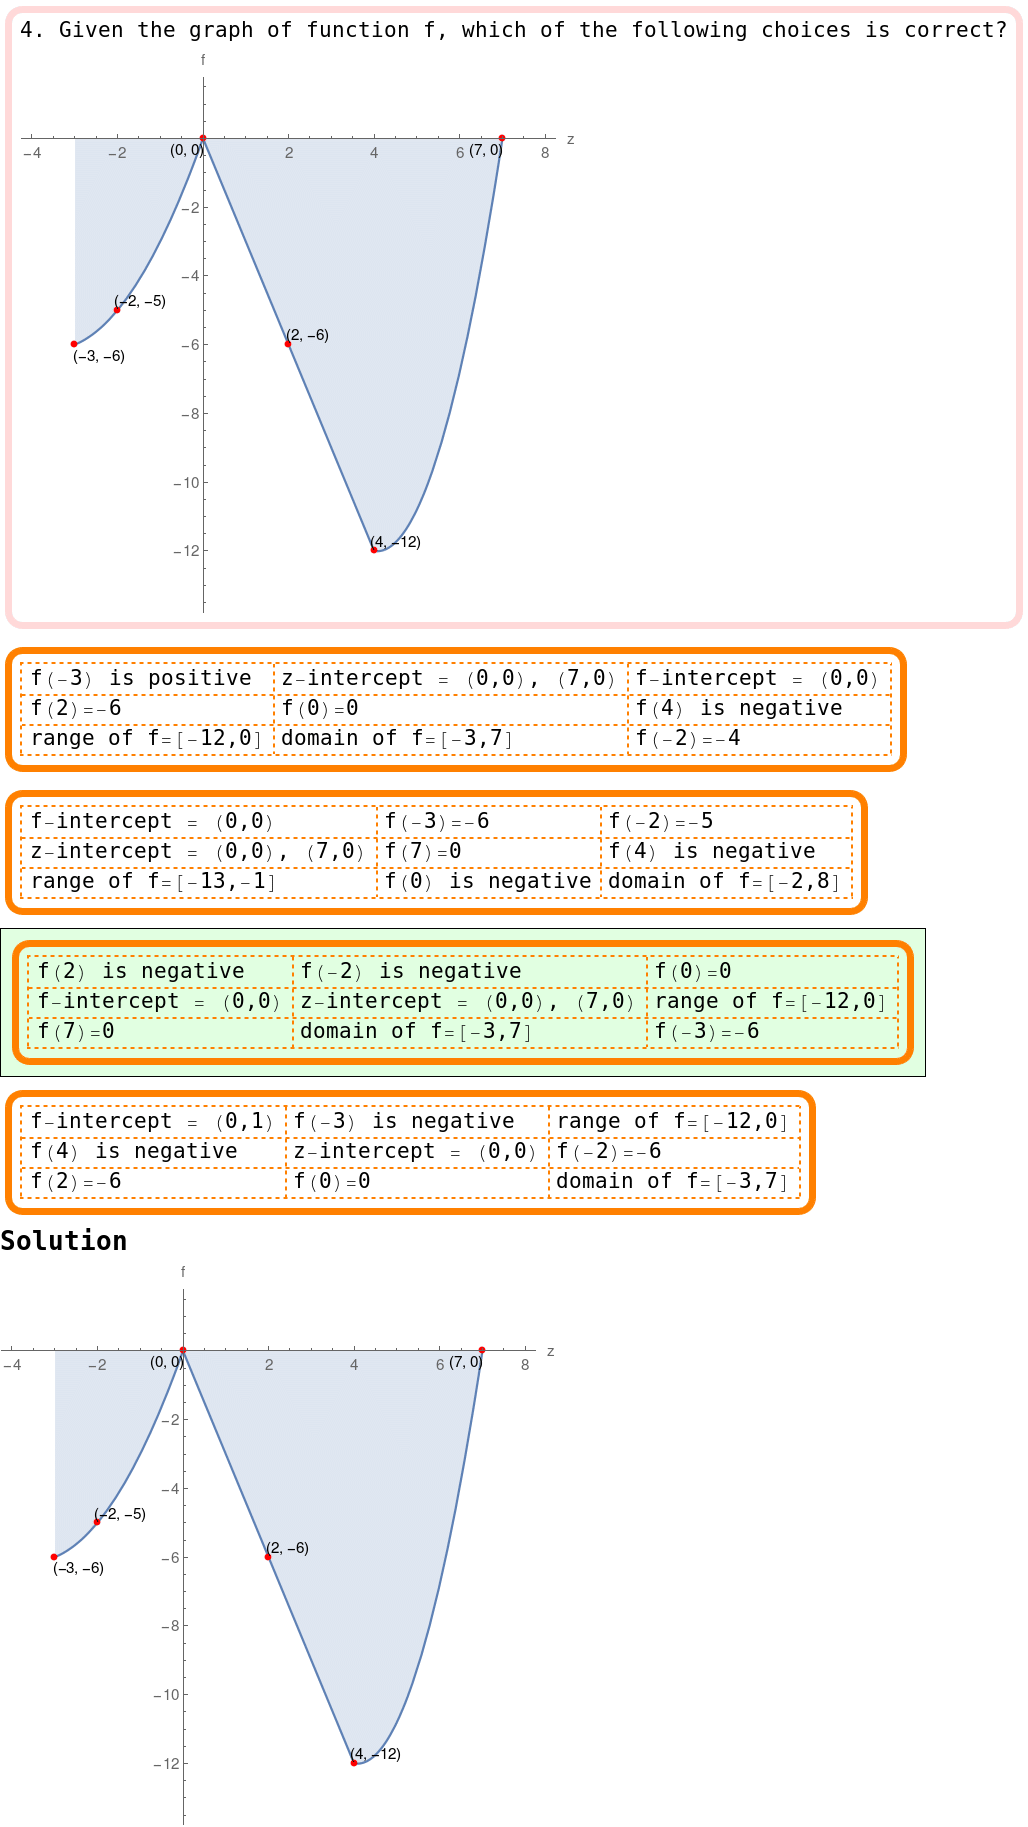 4. Given the graph of function f, which of the following choices is correct?
f
−4 −2 (0, 0) 2 4 6 (7, 0) 8 z
−2
−4
(−2, −5)
−6
(2, −6)
(−3, −6)
−8
−10
−12
(4, −12)
f(−3) is positive z-intercept = (0,0), (7,0) f-intercept = (0,0)
f(2)=−6 f(0)=0 f(4) is negative
range of f=[−12,0] domain of f=[−3,7] f(−2)=−4
f-intercept = (0,0) f(−3)=−6 f(−2)=−5
z-intercept = (0,0), (7,0) f(7)=0 f(4) is negative
range of f=[−13,−1] f(0) is negative domain of f=[−2,8]
f(2) is negative f(−2) is negative f(0)=0
f-intercept = (0,0) z-intercept = (0,0), (7,0) range of f=[−12,0]
f(7)=0 domain of f=[−3,7] f(−3)=−6
f-intercept = (0,1) f(−3) is negative range of f=[−12,0]
f(4) is negative z-intercept = (0,0) f(−2)=−6
f(2)=−6 f(0)=0 domain of f=[−3,7]
Solution
f
−4 −2 (0, 0) 2 4 6 (7, 0) 8 z
−2
−4
(−2, −5)
−6
(2, −6)
(−3, −6)
−8
−10
−12
(4, −12)